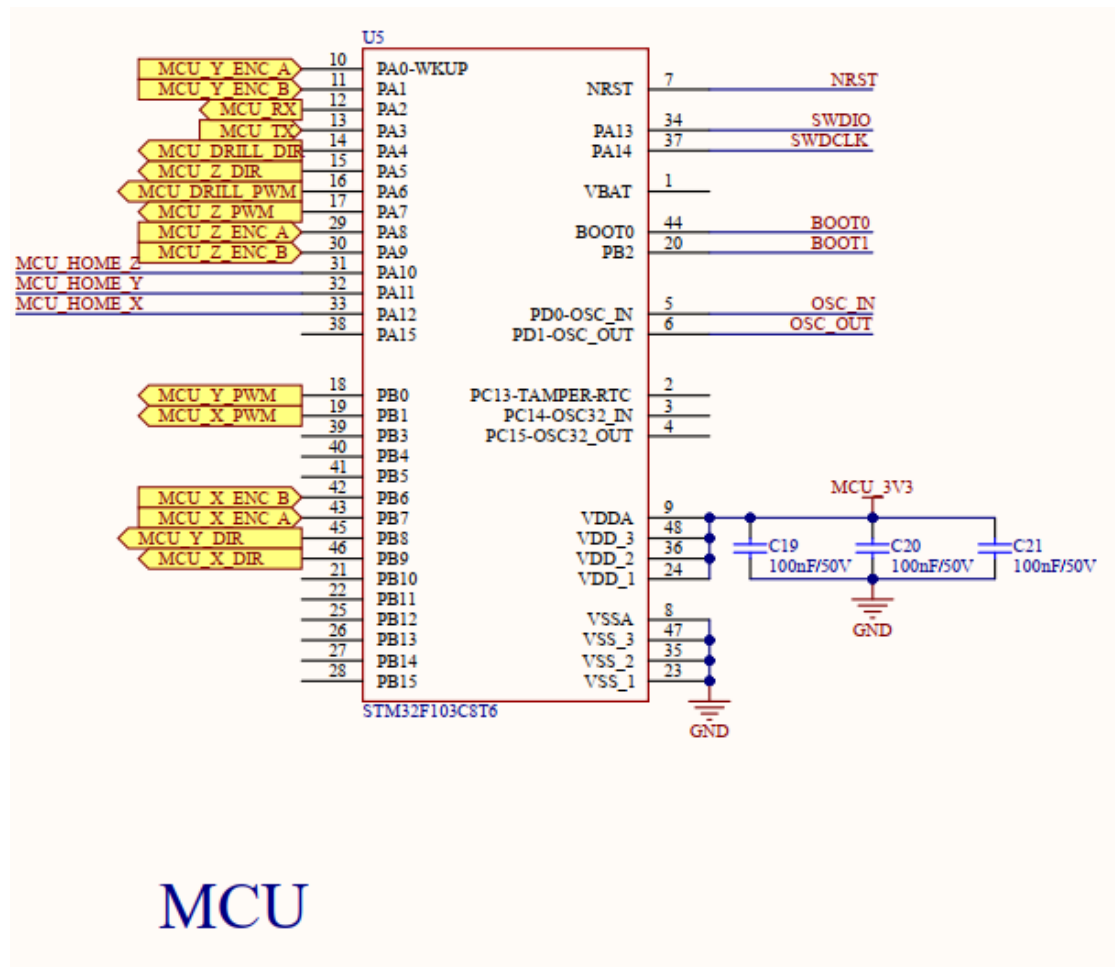 U5
MCU_Y_ENC_A 10 PA0-WKUP
MCU_Y_ENC_B 11 PA1 NRST 7 NRST
MCU_RX 12 PA2
MCU_TX 13 PA3 PA13 34 SWDIO
MCU_DRILL_DIR 14 PA4 PA14 37 SWDCLK
MCU_Z_DIR 15 PA5
MCU_DRILL_PWM 16 PA6 VBAT 1
MCU_Z_PWM 17 PA7
MCU_Z_ENC_A 29 PA8 BOOT0 44 BOOT0
MCU_Z_ENC_B 30 PA9 PB2 20 BOOT1
MCU_HOME_Z 31 PA10
MCU_HOME_Y 32 PA11
MCU_HOME_X 33 PA12 PD0-OSC_IN 5 OSC_IN
38 PA15 PD1-OSC_OUT 6 OSC_OUT
MCU_Y_PWM 18 PB0 PC13-TAMPER-RTC 2
MCU_X_PWM 19 PB1 PC14-OSC32_IN 3
39 PB3 PC15-OSC32_OUT 4
40 PB4
41 PB5
MCU_X_ENC_B 42 PB6 MCU_3V3
MCU_X_ENC_A 43 PB7 VDDA 9
MCU_Y_DIR 45 PB8 VDD_3 48 C19 C20 C21
MCU_X_DIR 46 PB9 VDD_2 36 100nF/50V 100nF/50V 100nF/50V
21 PB10 VDD_1 24
22 PB11
25 PB12 VSSA 8 GND
26 PB13 VSS_3 47
27 PB14 VSS_2 35
28 PB15 VSS_1 23
STM32F103C8T6
GND
MCU